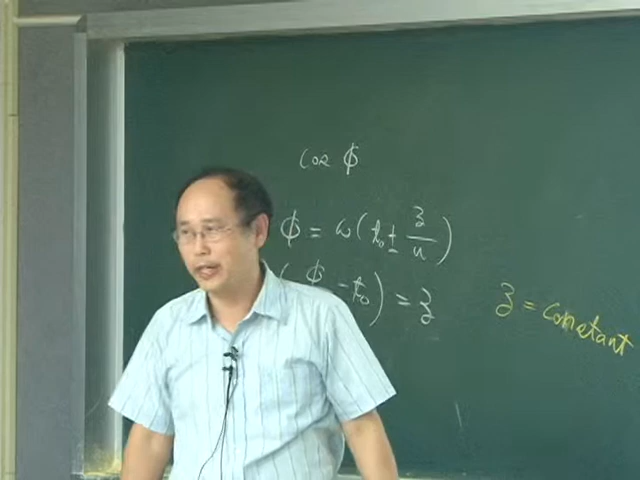 cos ϕ
ϕ = ω(t₀ ± z/u)
(ϕ - t₀) = z
z = constant